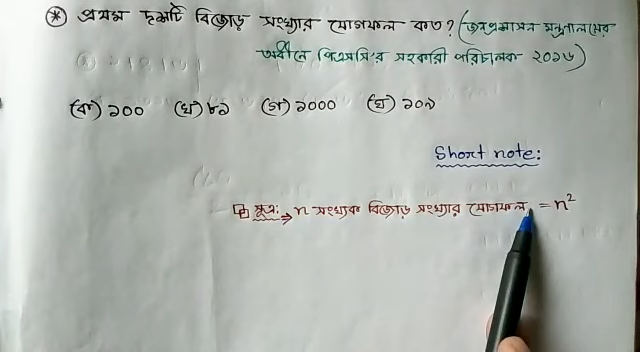 প্রথম দশটি বিজোড় সংখ্যার যোগফল কত? (জনপ্রশাসন মন্ত্রণালয়ের
অধীনে পিএসসি'র সহকারী পরিচালক ২০১৬)
(ক) ১০০ (খ) ৮১ (গ) ১০০০ (ঘ) ১০৯
Short note:
সূত্র: ⇒ n সংখ্যক বিজোড় সংখ্যার যোগফল = n²